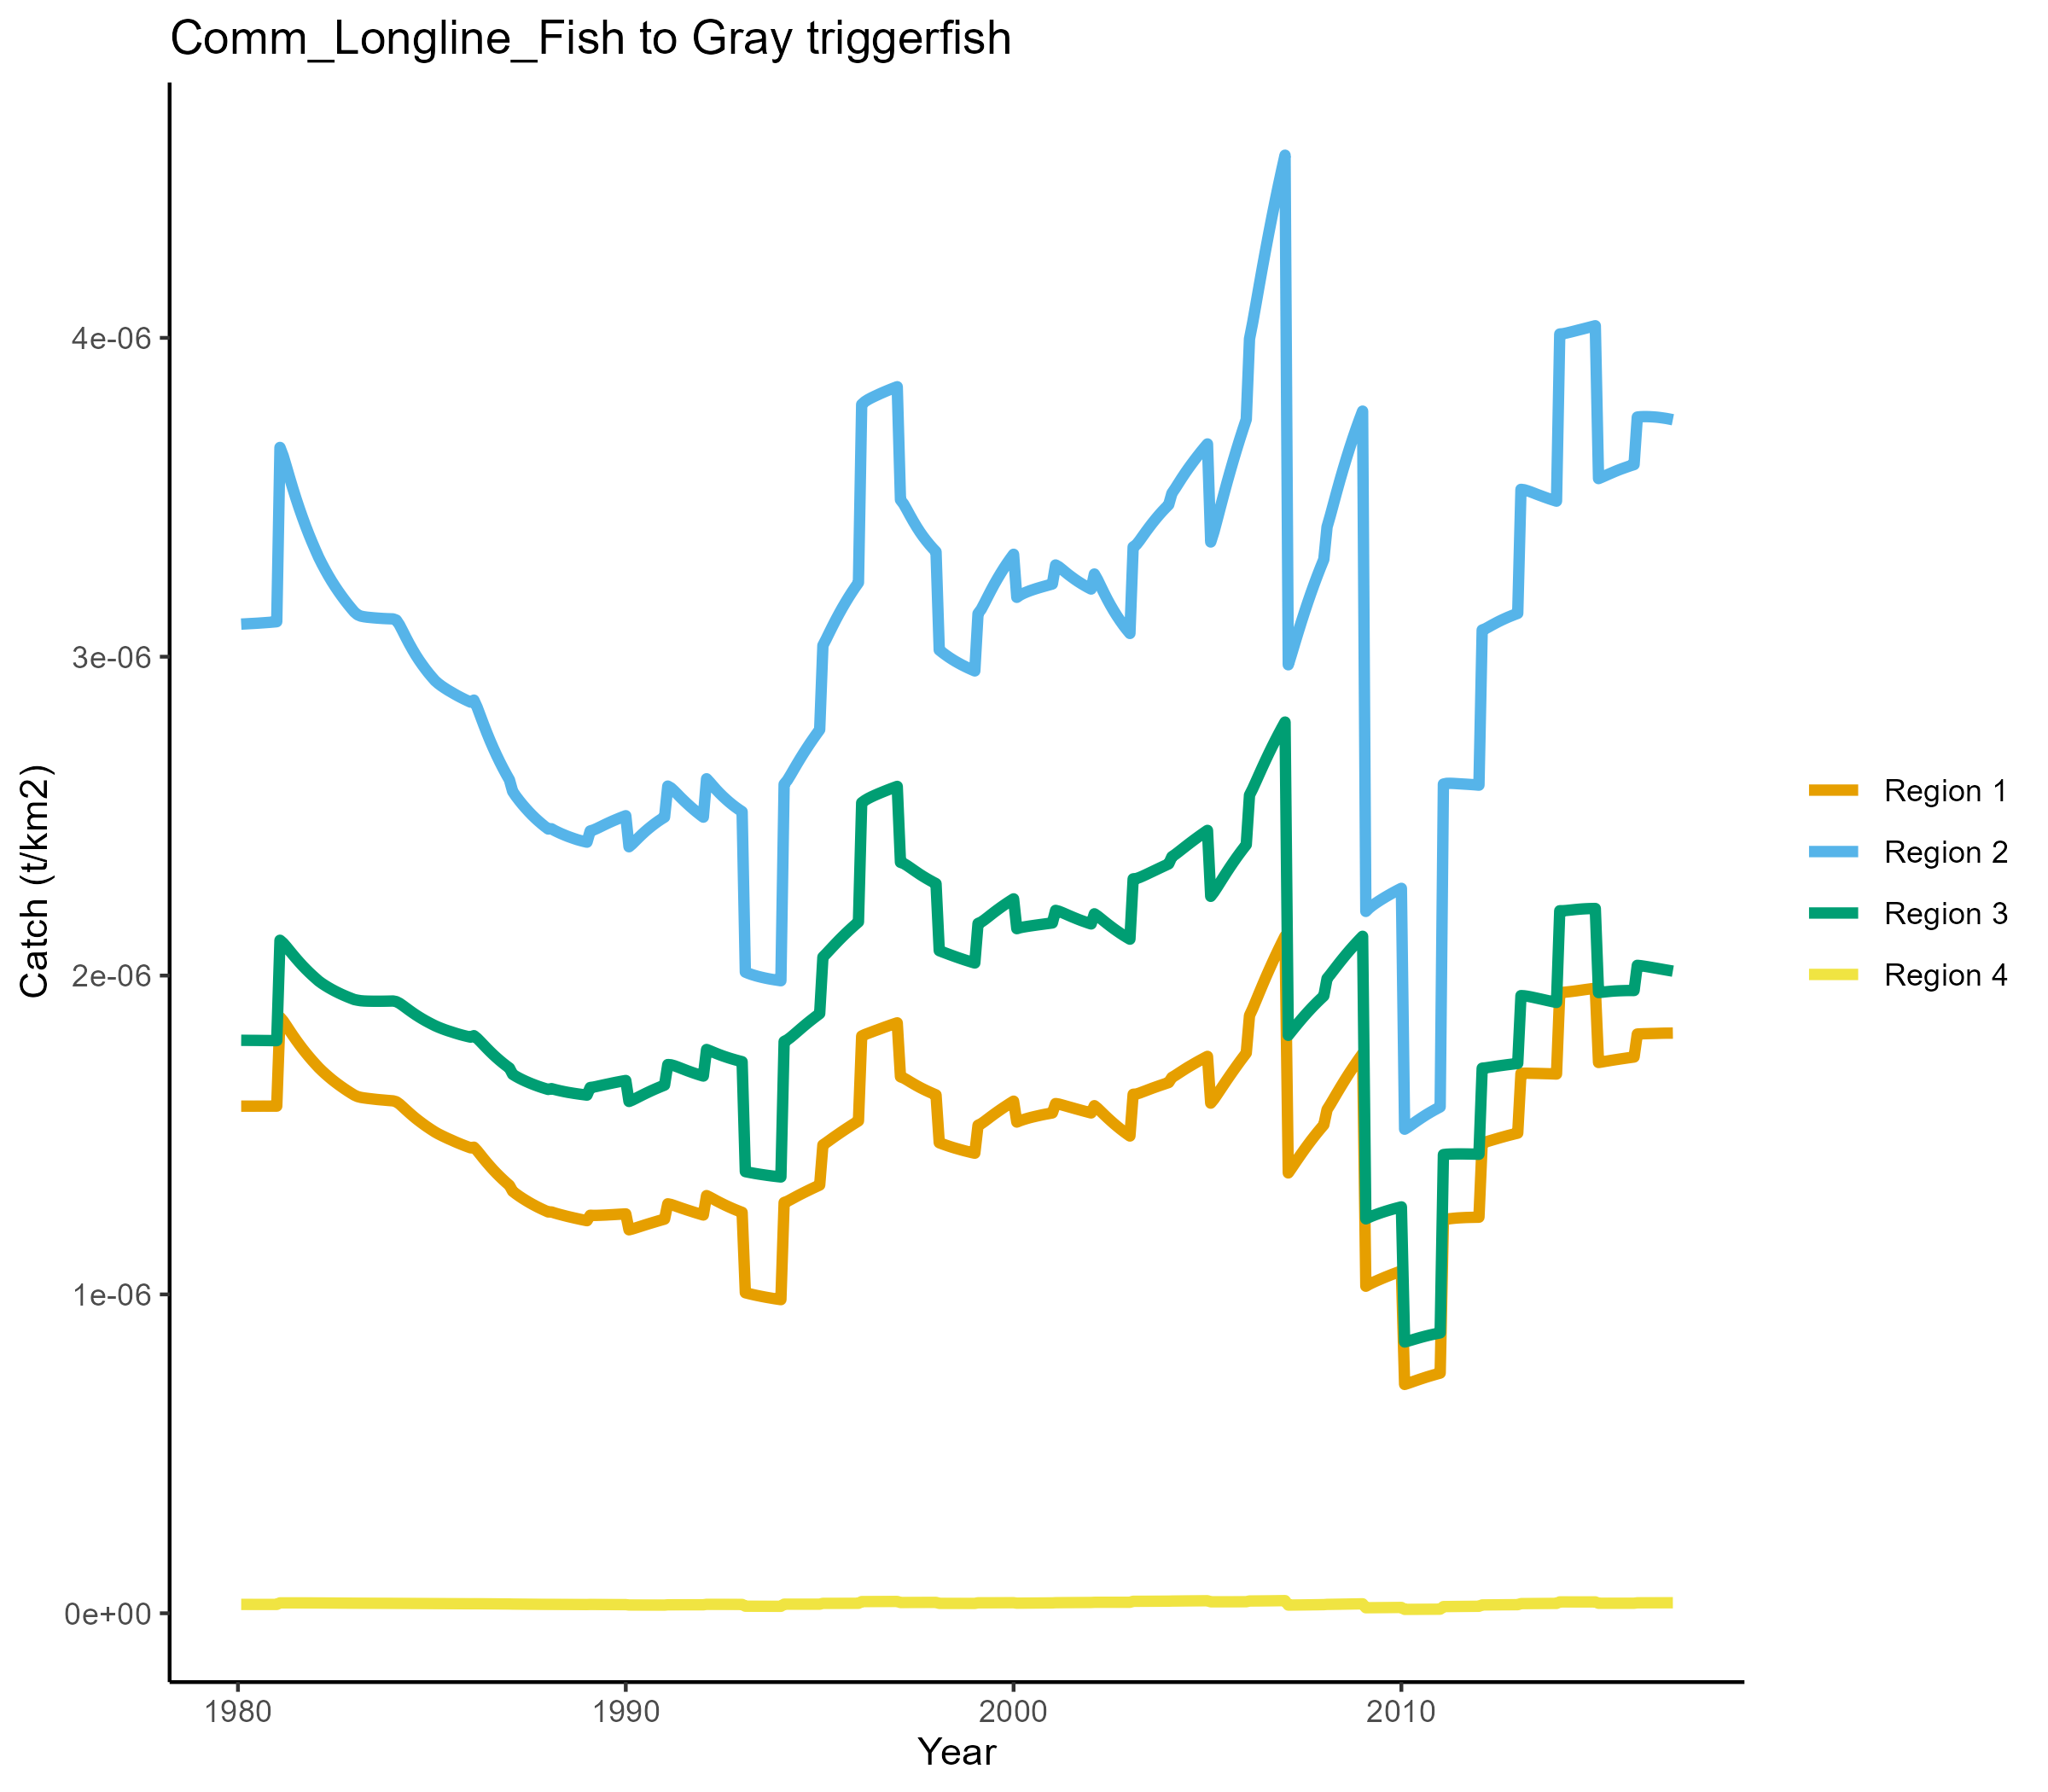 Comm_Longline_Fish to Gray triggerfish
Catch (t/km2)
4e-06
3e-06
2e-06
1e-06
0e+00
1980
1990
2000
2010
Year
Region 1
Region 2
Region 3
Region 4